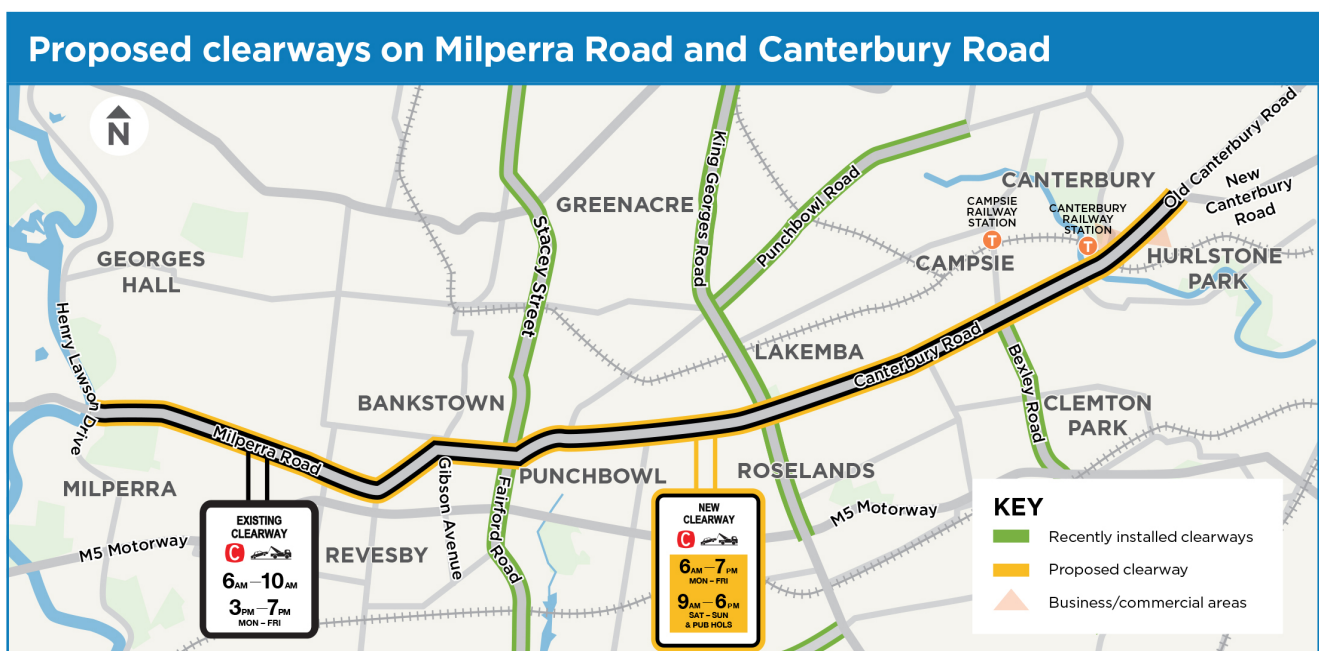 Proposed clearways on Milperra Road and Canterbury Road
N
GEORGES
HALL
Henry Lawson Drive
MILPERRA
M5 Motorway
Milperra Road
EXISTING
CLEARWAY
C
6AM—10AM
3PM—7PM
MON – FRI
REVESBY
BANKSTOWN
Gibson Avenue
Stacey Street
Fairford Road
GREENACRE
PUNCHBOWL
King Georges Road
Punchbowl Road
LAKEMBA
ROSELANDS
NEW
CLEARWAY
C
6AM—7PM
MON – FRI
9AM—6PM
SAT – SUN
& PUB HOLS
M5 Motorway
Canterbury Road
CAMPSIE
RAILWAY
STATION
T
CAMPSIE
CANTERBURY
CANTERBURY
RAILWAY
STATION
T
Old Canterbury Road
New
Canterbury
Road
HURLSTONE
PARK
Bexley Road
CLEMTON
PARK
KEY
Recently installed clearways
Proposed clearway
Business/commercial areas